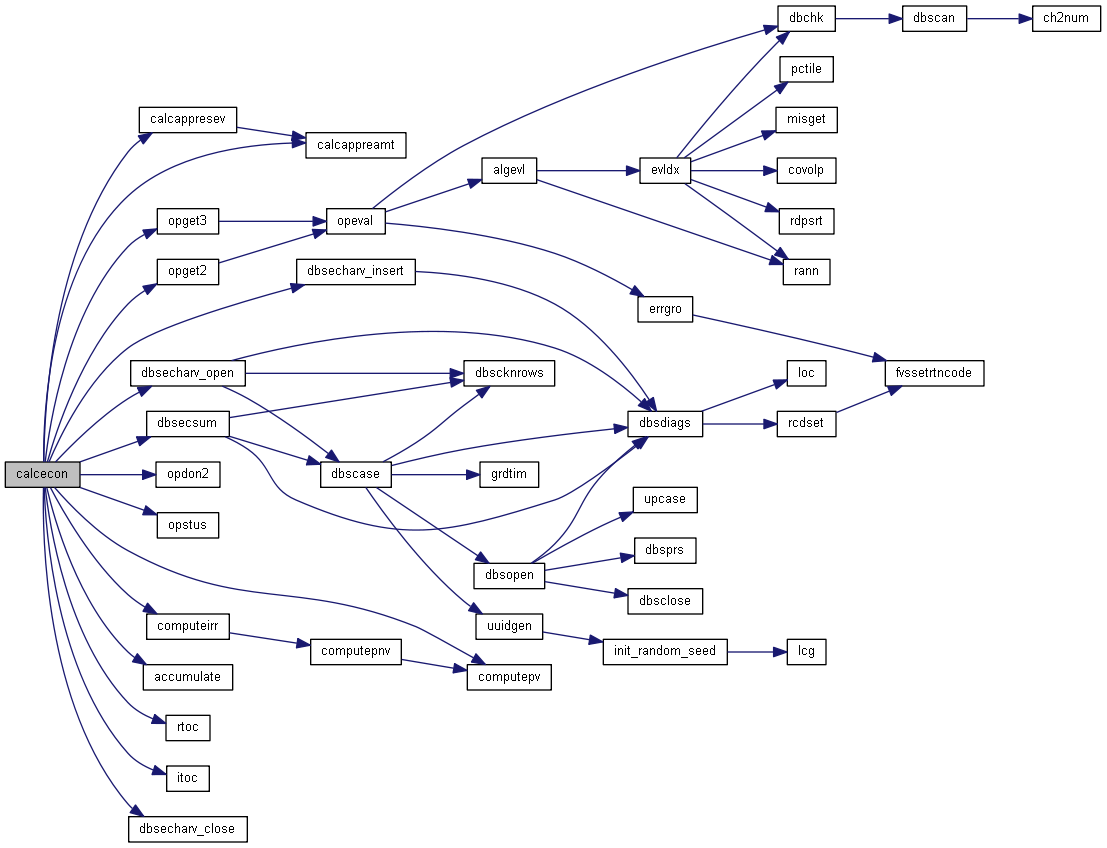 dbchk
dbscan
ch2num
pctile
calcappresev
misget
calcappreamt
algevl
evldx
covolp
opget3
opeval
rdpsrt
opget2
dbsecharv_insert
rann
errgro
dbsecharv_open
dbscknrows
loc
fvssetrtncode
dbsecsum
dbsdiags
rcdset
calcecon
opdon2
dbscase
grdtim
upcase
opstus
dbsprs
dbsopen
dbsclose
computeirr
uuidgen
computepnv
init_random_seed
lcg
accumulate
computepv
rtoc
itoc
dbsecharv_close